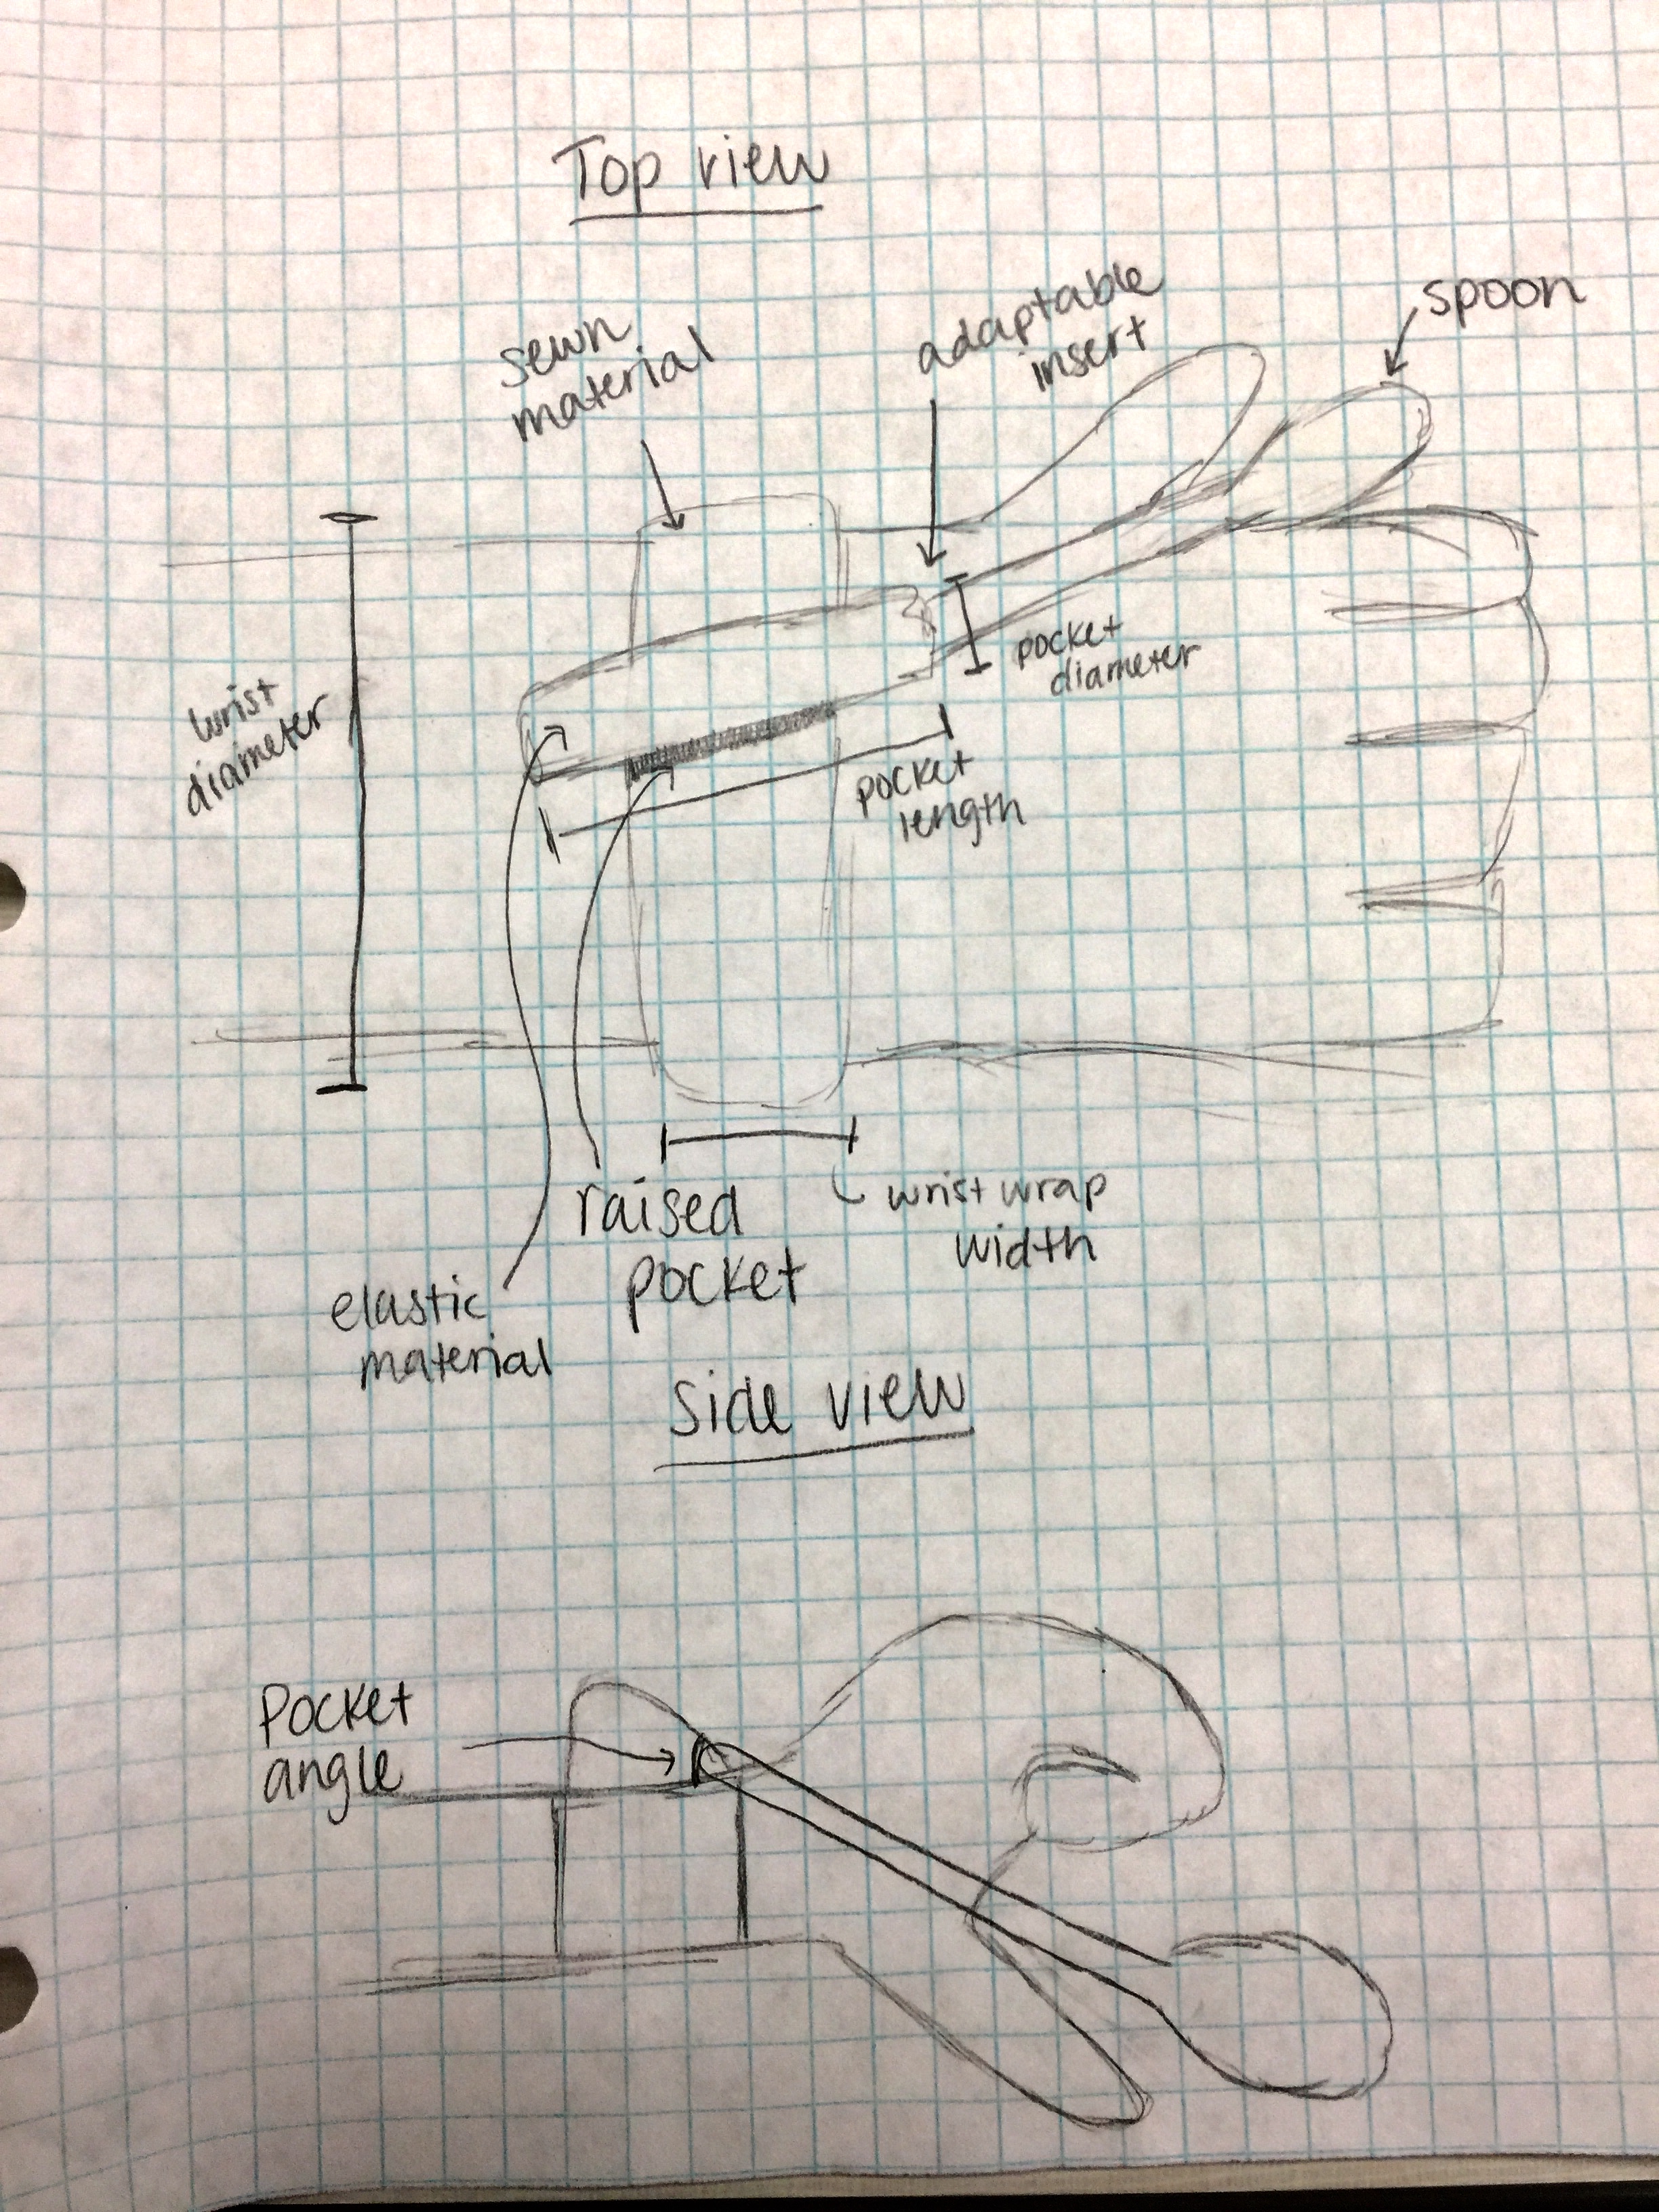 Top view
spoon
adaptable
insert
sewn
material
pocket
diameter
wrist
diameter
pocket
length
raised
pocket
wrist wrap
width
elastic
material
Side view
Pocket
angle